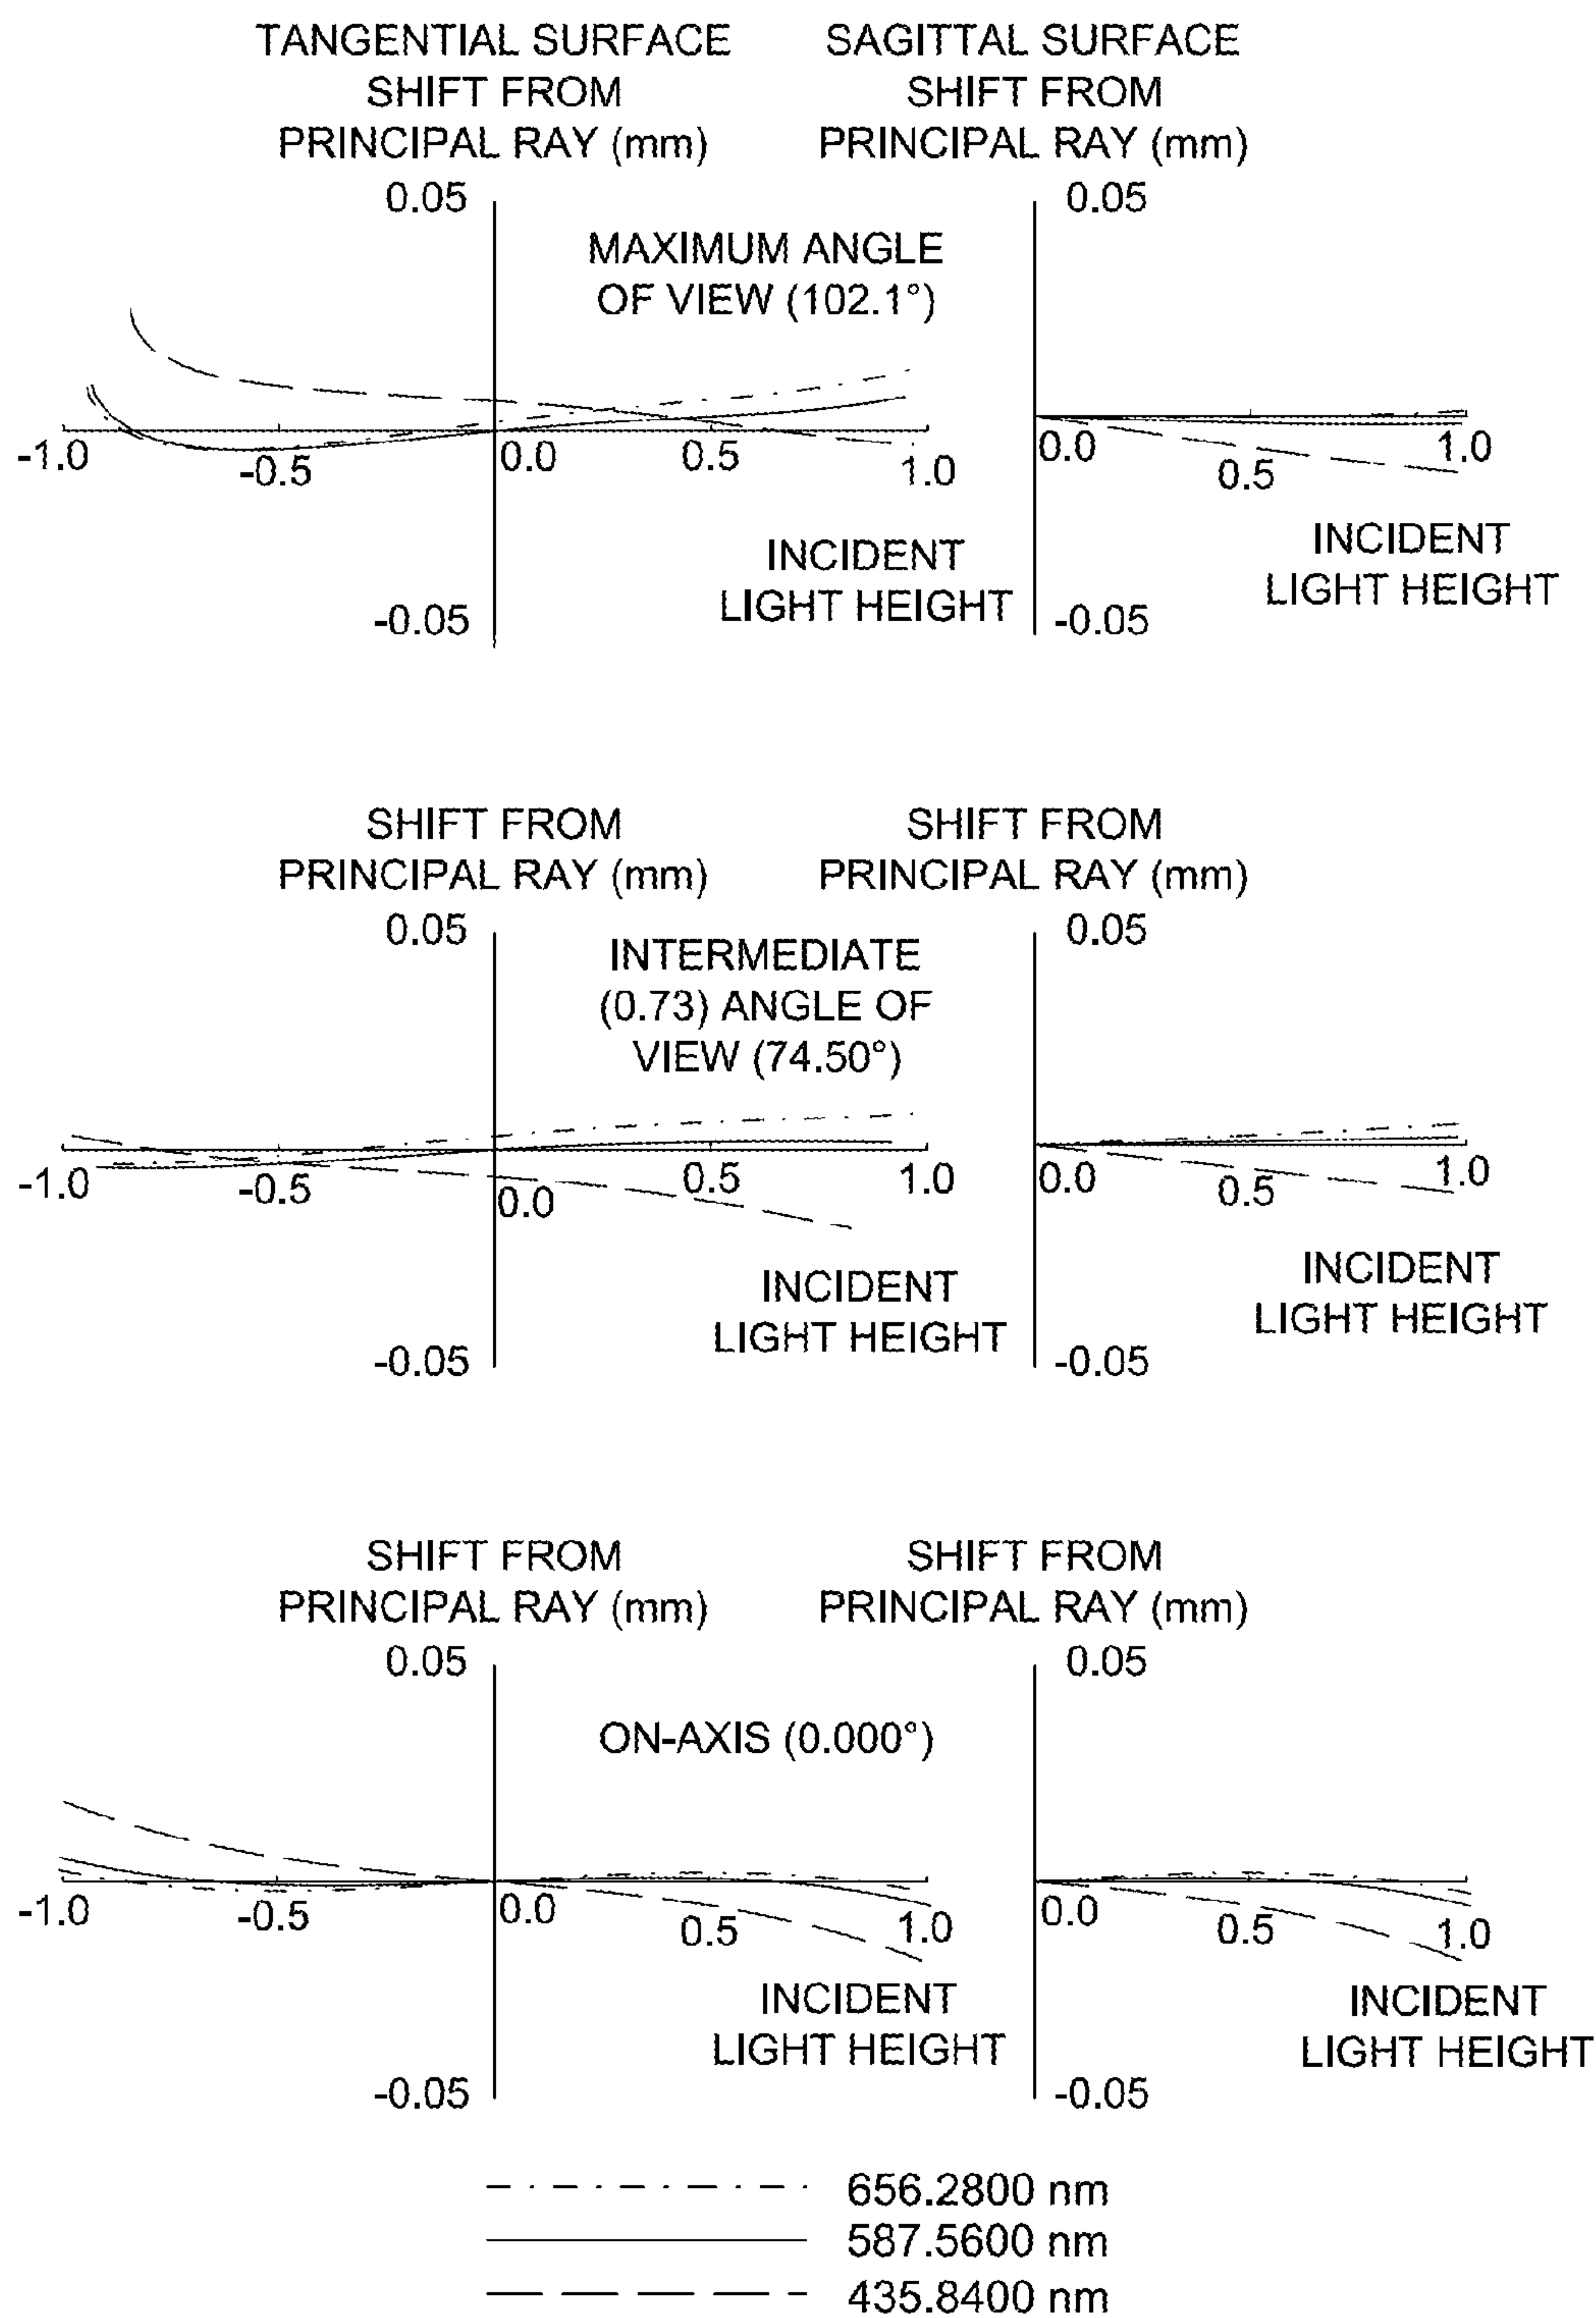 TANGENTIAL SURFACE
SHIFT FROM
PRINCIPAL RAY (mm)
SAGITTAL SURFACE
SHIFT FROM
PRINCIPAL RAY (mm)
0.05
0.05
MAXIMUM ANGLE
OF VIEW (102.1°)
-1.0
-0.5
0.0
0.5
1.0
0.0
0.5
1.0
INCIDENT
LIGHT HEIGHT
INCIDENT
LIGHT HEIGHT
-0.05
-0.05
SHIFT FROM
PRINCIPAL RAY (mm)
SHIFT FROM
PRINCIPAL RAY (mm)
0.05
0.05
INTERMEDIATE
(0.73) ANGLE OF
VIEW (74.50°)
-1.0
-0.5
0.0
0.5
1.0
0.0
0.5
1.0
INCIDENT
LIGHT HEIGHT
INCIDENT
LIGHT HEIGHT
-0.05
-0.05
SHIFT FROM
PRINCIPAL RAY (mm)
SHIFT FROM
PRINCIPAL RAY (mm)
0.05
0.05
ON-AXIS (0.000°)
-1.0
-0.5
0.0
0.5
1.0
0.0
0.5
1.0
INCIDENT
LIGHT HEIGHT
INCIDENT
LIGHT HEIGHT
-0.05
-0.05
656.2800 nm
587.5600 nm
435.8400 nm